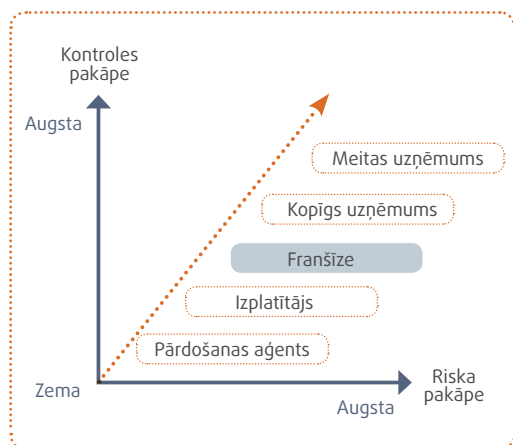 Kontroles
pakāpe
Augsta
Meitas uzņēmums
Kopīgs uzņēmums
Franšīze
Izplatītājs
Pārdošanas aģents
Zema
Augsta
Riska
pakāpe